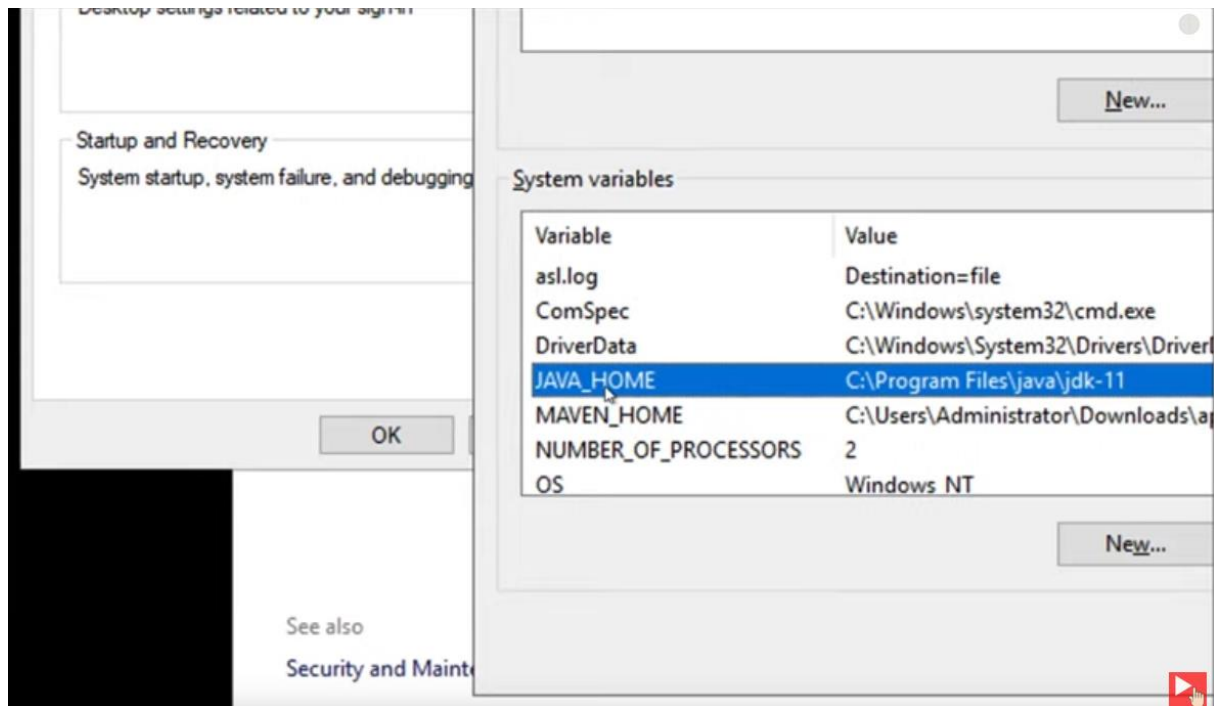 Desktop settings related to your sign-in
Startup and Recovery
System startup, system failure, and debugging
OK
See also
Security and
New...
System variables
Variable Value
asl.log Destination=file
ComSpec C:\Windows\system32\cmd.exe
DriverData C:\Windows\System32\Drivers\Driver
JAVA_HOME C:\Program Files\java\jdk-11
MAVEN_HOME C:\Users\Administrator\Downloads\ap
NUMBER_OF_PROCESSORS 2
OS Windows_NT
New...